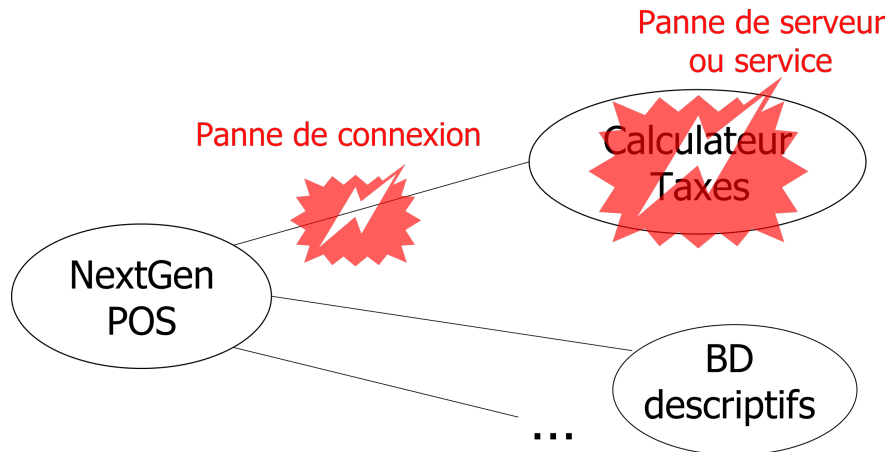 Panne de serveur
ou service
Panne de connexion
Calculateur
Taxes
NextGen
POS
BD
descriptifs
...